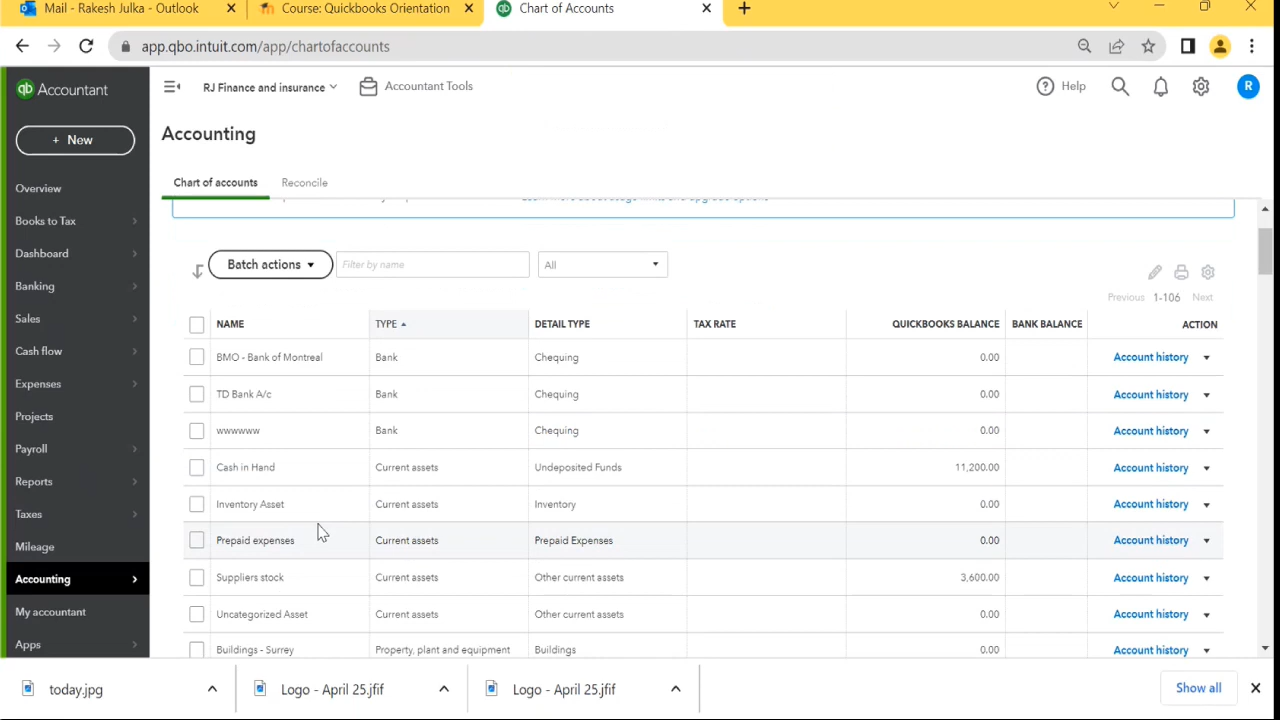 Mail - Rakesh Julka - Outlook
Course: Quickbooks Orientation
Chart of Accounts
app.qbo.intuit.com/app/chartofaccounts
qb Accountant
RJ Finance and insurance
Accountant Tools
Help
R
+ New
Accounting
Chart of accounts
Reconcile
Overview
Books to Tax
Dashboard
Banking
Sales
Cash flow
Expenses
Projects
Payroll
Reports
Taxes
Mileage
Accounting
My accountant
Apps
Batch actions
Filter by name
All
Previous 1-106 Next
NAME TYPE DETAIL TYPE TAX RATE QUICKBOOKS BALANCE BANK BALANCE ACTION
BMO - Bank of Montreal Bank Chequing 0.00 Account history
TD Bank A/c Bank Chequing 0.00 Account history
wwwwww Bank Chequing 0.00 Account history
Cash in Hand Current assets Undeposited Funds 11,200.00 Account history
Inventory Asset Current assets Inventory 0.00 Account history
Prepaid expenses Current assets Prepaid Expenses 0.00 Account history
Suppliers stock Current assets Other current assets 3,600.00 Account history
Uncategorized Asset Current assets Other current assets 0.00 Account history
Buildings - Surrey Property, plant and equipment Buildings 0.00 Account history
today.jpg
Logo - April 25.jfif
Logo - April 25.jfif
Show all